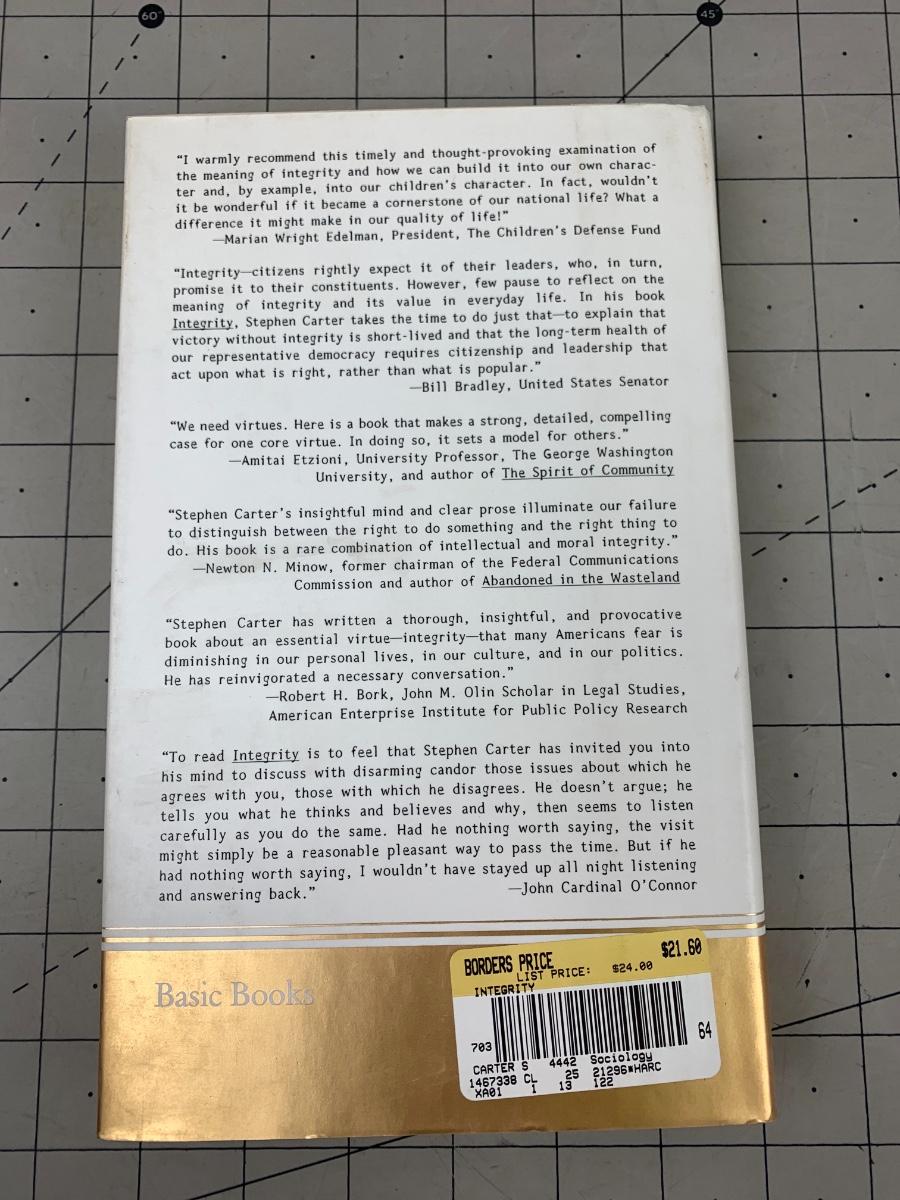 60°
45°
“I warmly recommend this timely and thought-provoking examination of
the meaning of integrity and how we can build it into our own charac-
ter and, by example, into our children’s character. In fact, wouldn’t
it be wonderful if it became a cornerstone of our national life? What a
difference it might make in our quality of life!”
—Marian Wright Edelman, President, The Children’s Defense Fund
“Integrity—citizens rightly expect it of their leaders, who, in turn,
promise it to their constituents. However, few pause to reflect on the
meaning of integrity and its value in everyday life. In his book
Integrity, Stephen Carter takes the time to do just that—to explain that
victory without integrity is short-lived and that the long-term health of
our representative democracy requires citizenship and leadership that
act upon what is right, rather than what is popular.”
—Bill Bradley, United States Senator
“We need virtues. Here is a book that makes a strong, detailed, compelling
case for one core virtue. In doing so, it sets a model for others.”
—Amitai Etzioni, University Professor, The George Washington
University, and author of The Spirit of Community
“Stephen Carter’s insightful mind and clear prose illuminate our failure
to distinguish between the right to do something and the right thing to
do. His book is a rare combination of intellectual and moral integrity.”
—Newton N. Minow, former chairman of the Federal Communications
Commission and author of Abandoned in the Wasteland
“Stephen Carter has written a thorough, insightful, and provocative
book about an essential virtue—integrity—that many Americans fear is
diminishing in our personal lives, in our culture, and in our politics.
He has reinvigorated a necessary conversation.”
—Robert H. Bork, John M. Olin Scholar in Legal Studies,
American Enterprise Institute for Public Policy Research
“To read Integrity is to feel that Stephen Carter has invited you into
his mind to discuss with disarming candor those issues about which he
agrees with you, those with which he disagrees. He doesn’t argue; he
tells you what he thinks and believes and why, then seems to listen
carefully as you do the same. Had he nothing worth saying, the visit
might simply be a reasonable pleasant way to pass the time. But if he
had nothing worth saying, I wouldn’t have stayed up all night listening
and answering back.” —John Cardinal O’Connor
Basic Books
BORDERS PRICE $21.60
LIST PRICE: $24.00
INTEGRITY
703 64
CARTER S 4442 Sociology
1467338 CL 25 21296*HARC
XA01 1 13 122